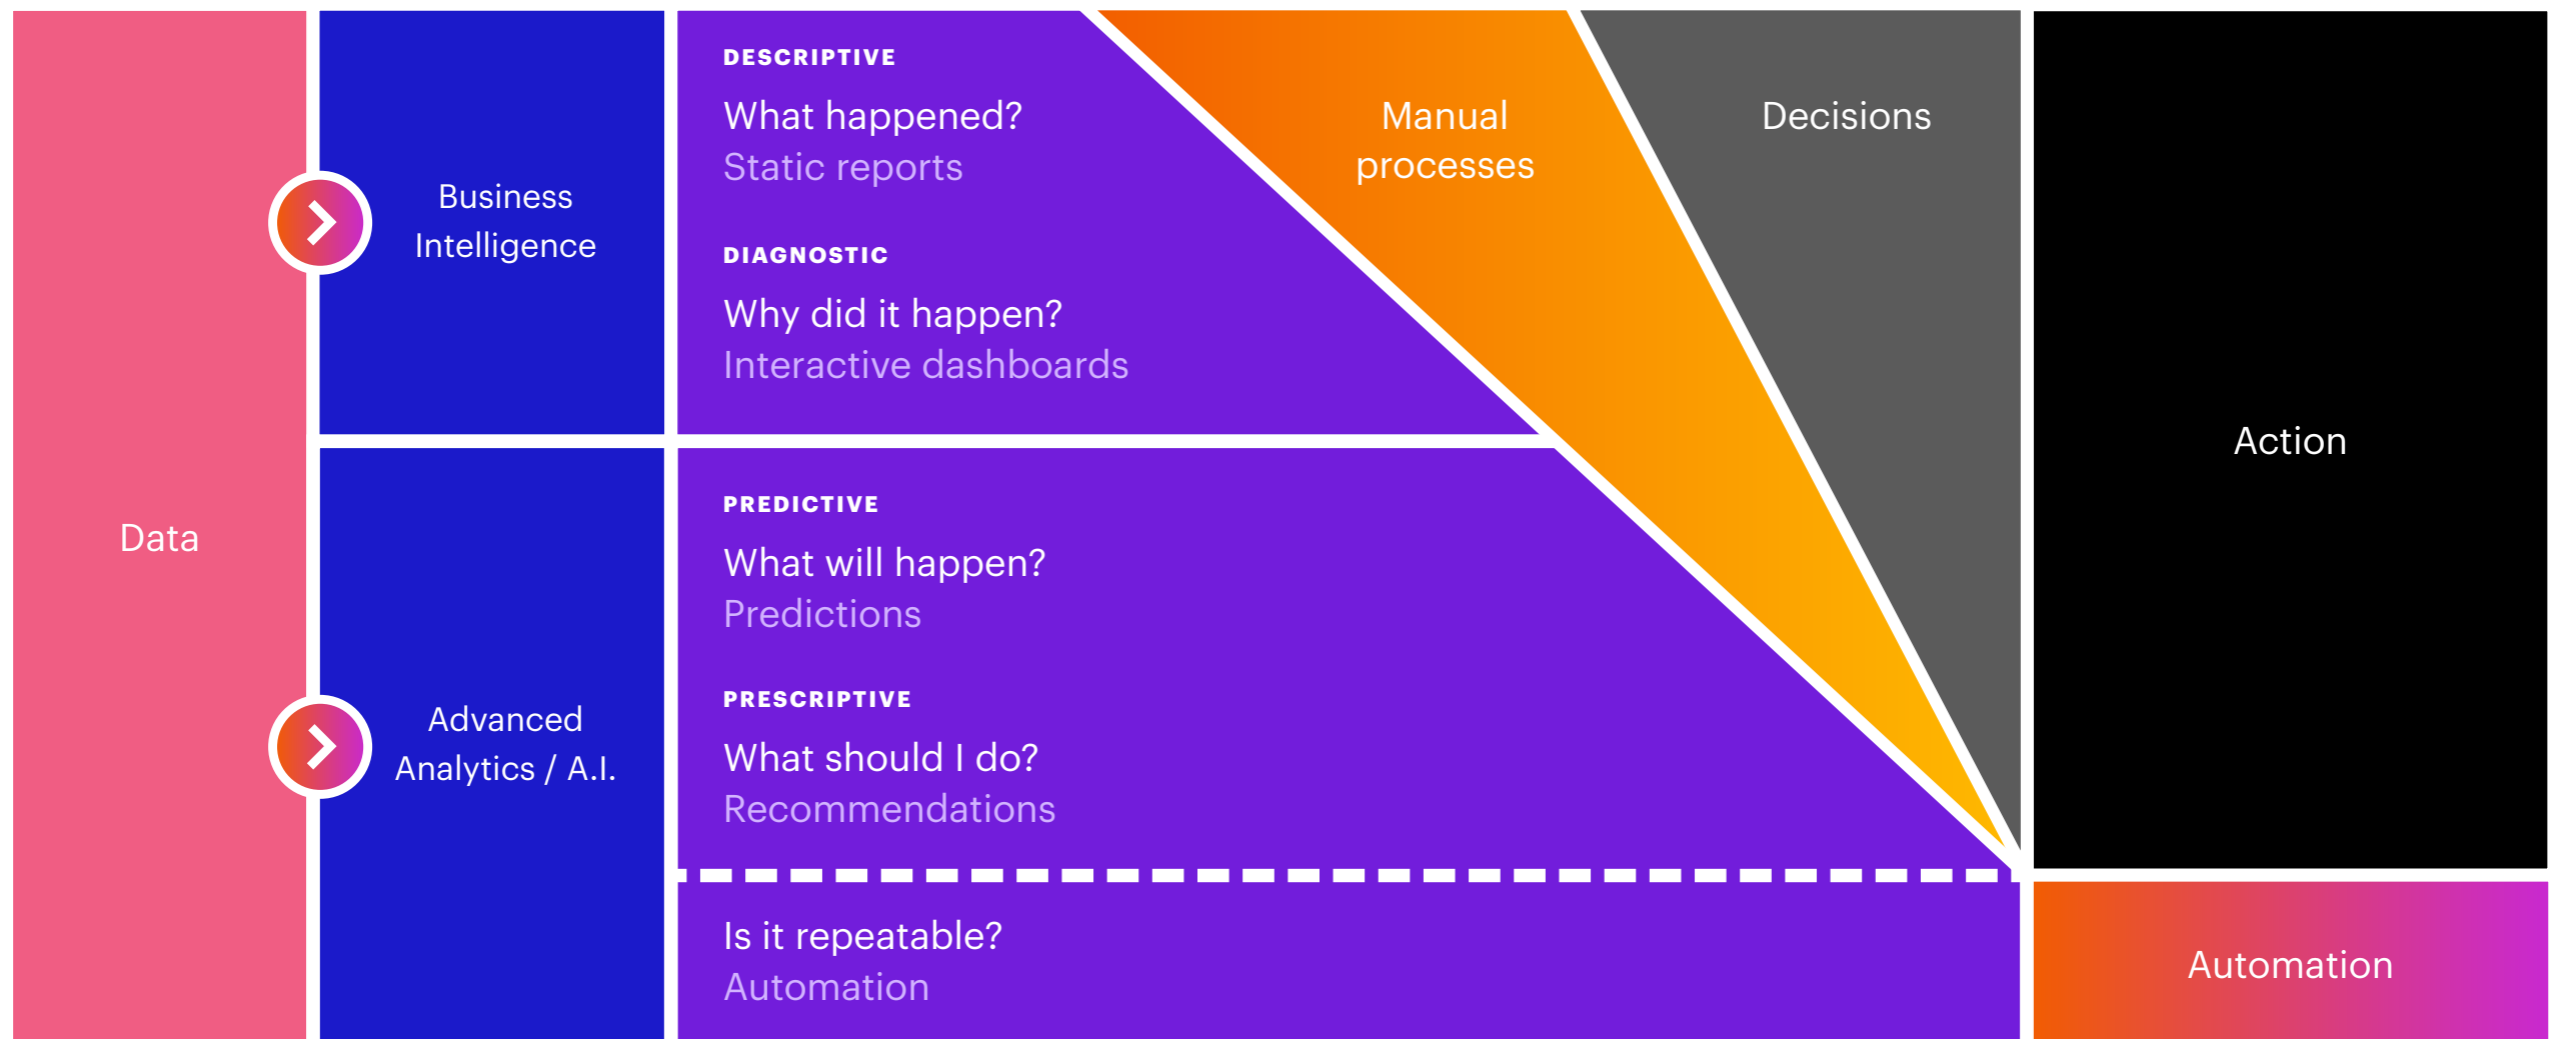 Data
Business
Intelligence
Advanced
Analytics / A.I.
DESCRIPTIVE
What happened?
Static reports
DIAGNOSTIC
Why did it happen?
Interactive dashboards
PREDICTIVE
What will happen?
Predictions
PRESCRIPTIVE
What should I do?
Recommendations
Is it repeatable?
Automation
Manual
processes
Decisions
Action
Automation